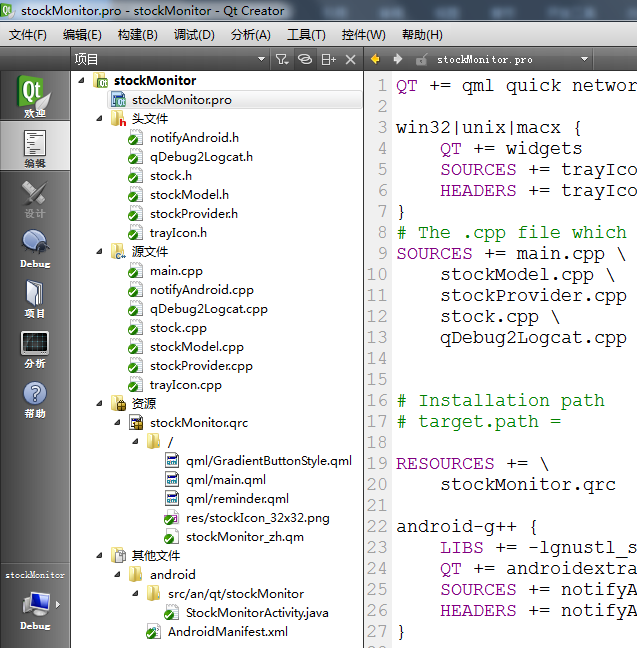 stockMonitor.pro - stockMonitor - Qt Creator
文件(F) 编辑(E) 构建(B) 调试(D) 分析(A) 工具(T) 控件(W) 帮助(H)
项目
stockMonitor.pro
Qt
欢迎
编辑
设计
Debug
项目
分析
帮助
stockMonitor
Debug
stockMonitor
stockMonitor.pro
头文件
notifyAndroid.h
qDebug2Logcat.h
stock.h
stockModel.h
stockProvider.h
trayIcon.h
源文件
main.cpp
notifyAndroid.cpp
qDebug2Logcat.cpp
stock.cpp
stockModel.cpp
stockProvider.cpp
trayIcon.cpp
资源
stockMonitor.qrc
/
qml/GradientButtonStyle.qml
qml/main.qml
qml/reminder.qml
res/stockIcon_32x32.png
stockMonitor_zh.qm
其他文件
android
src/an/qt/stockMonitor
StockMonitorActivity.java
AndroidManifest.xml
1 QT += qml quick networ
2
3 win32|unix|macx {
4 QT += widgets
5 SOURCES += trayIco
6 HEADERS += trayIco
7 }
8 # The .cpp file which
9 SOURCES += main.cpp \
10 stockModel.cpp \
11 stockProvider.cpp
12 stock.cpp \
13 qDebug2Logcat.cpp
14
15
16 # Installation path
17 # target.path =
18
19 RESOURCES += \
20 stockMonitor.qrc
21
22 android-g++ {
23 LIBS += -lgnustl_s
24 QT += androidextra
25 SOURCES += notifyA
26 HEADERS += notifyA
27 }